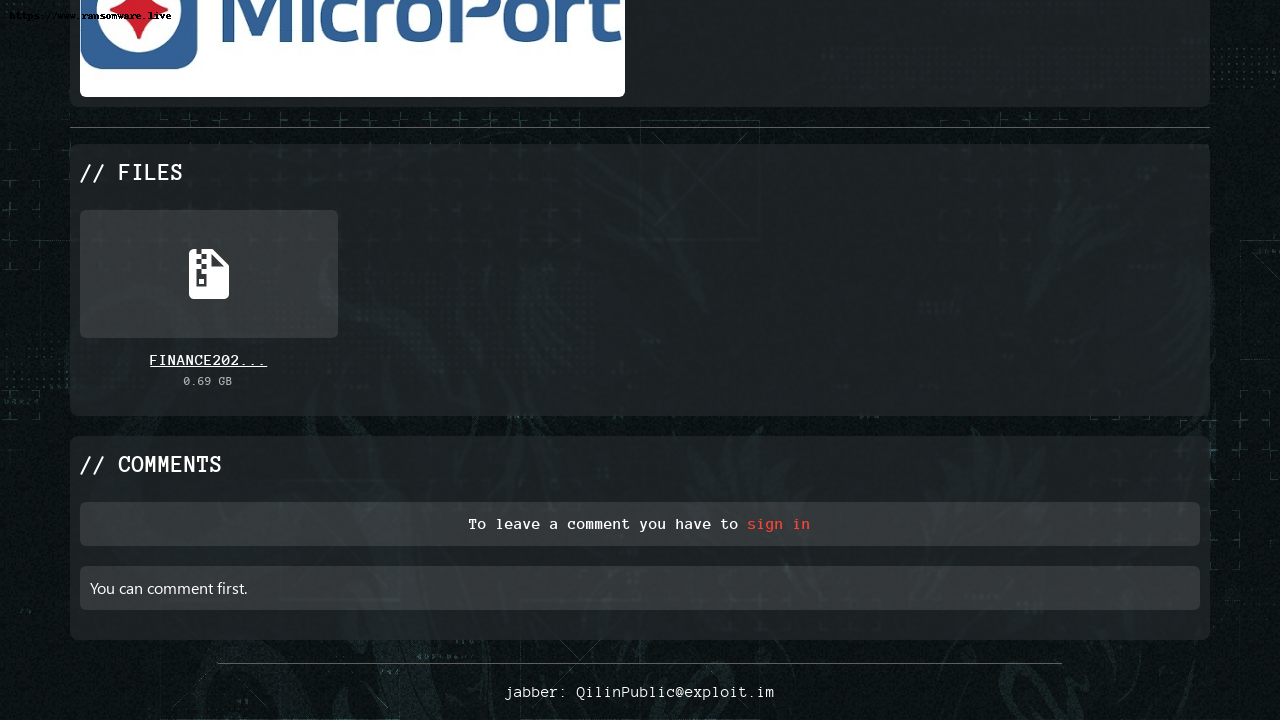 https://www.ransomware.live
MicroPort
// FILES
FINANCE202...
0.69 GB
// COMMENTS
To leave a comment you have to sign in
You can comment first.
jabber: QilinPublic@exploit.im